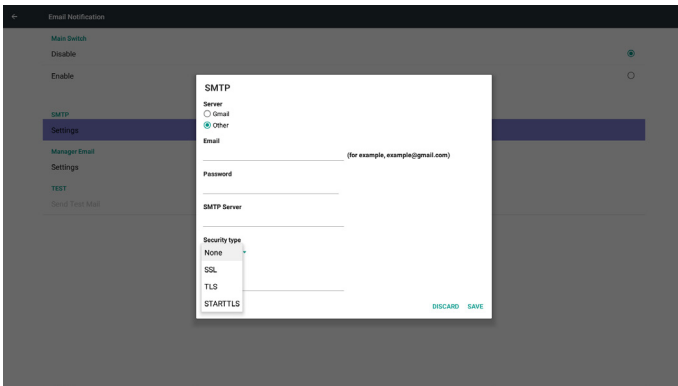 Email Notification
Main Switch
Disable
Enable
SMTP
Settings
Manager Email
Settings
TEST
Send Test Mail
SMTP
Server
Gmail
Other
Email
(for example, example@gmail.com)
Password
SMTP Server
Security type
None
SSL
TLS
STARTTLS
DISCARD SAVE